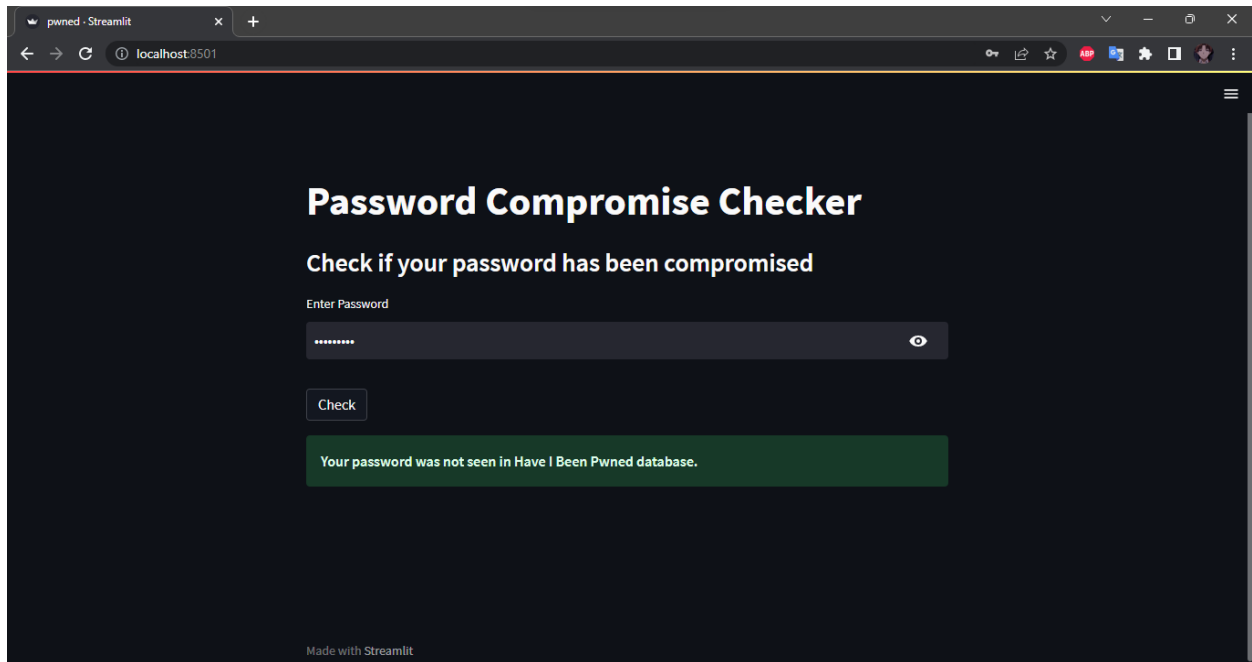 pwned · Streamlit
localhost:8501
ABP
Password Compromise Checker
Check if your password has been compromised
Enter Password
•••••••••
Check
Your password was not seen in Have I Been Pwned database.
Made with Streamlit